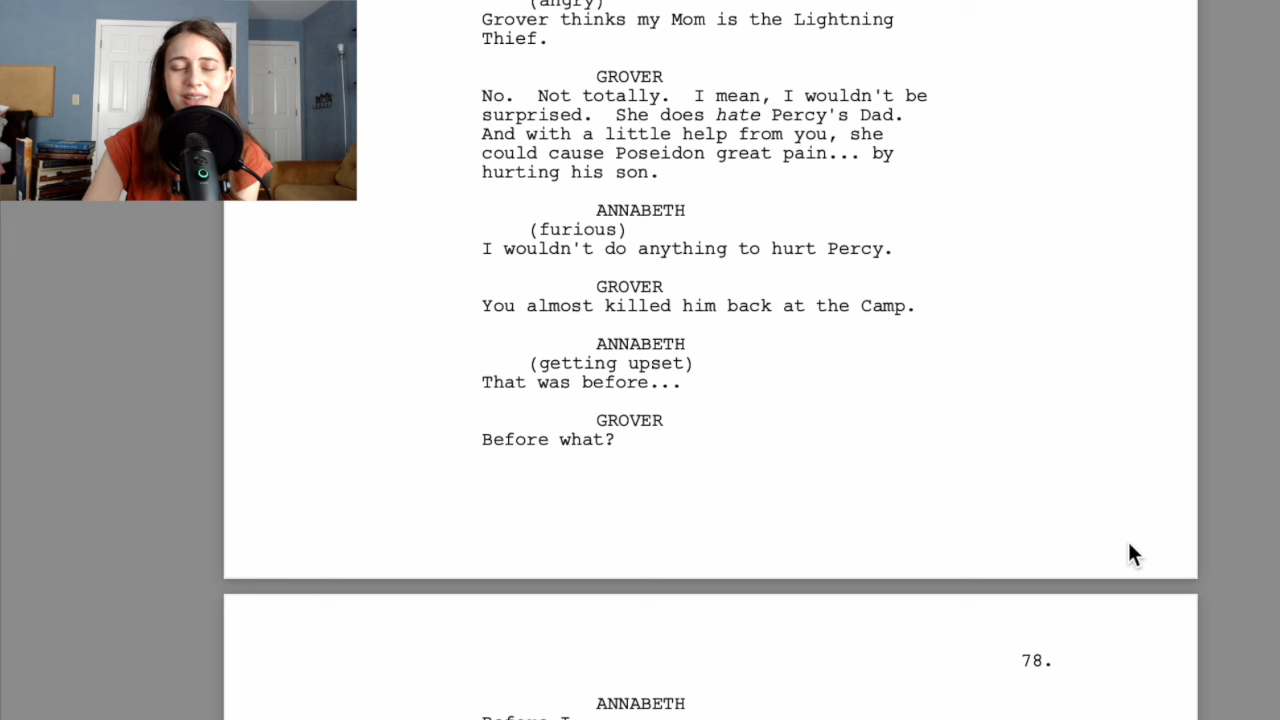 (angry)
Grover thinks my Mom is the Lightning
Thief.
GROVER
No. Not totally. I mean, I wouldn't be
surprised. She does hate Percy's Dad.
And with a little help from you, she
could cause Poseidon great pain... by
hurting his son.
ANNABETH
(furious)
I wouldn't do anything to hurt Percy.
GROVER
You almost killed him back at the Camp.
ANNABETH
(getting upset)
That was before...
GROVER
Before what?
78.
ANNABETH
Before I